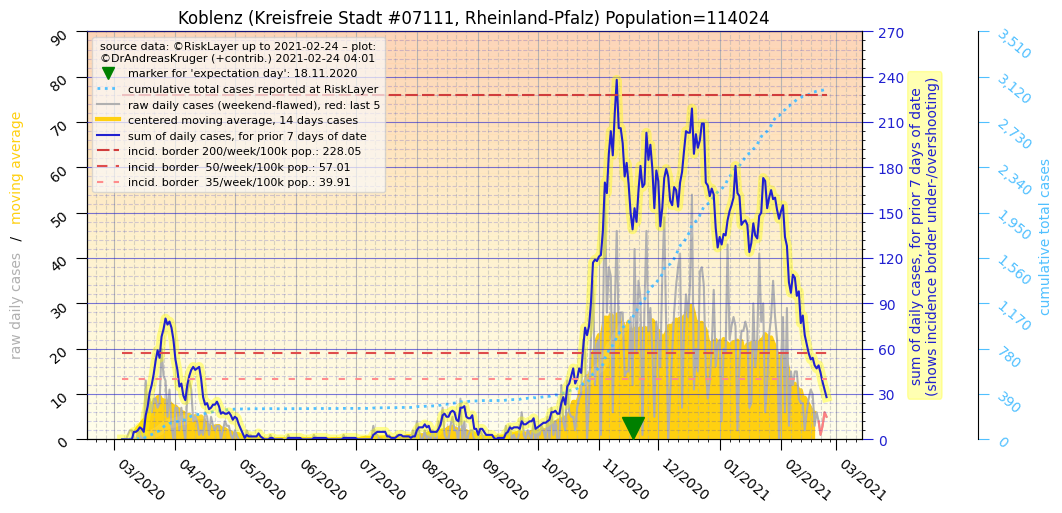 Koblenz (Kreisfreie Stadt #07111, Rheinland-Pfalz) Population=114024
source data: ©RiskLayer up to 2021-02-24 – plot:
©DrAndreasKruger (+contrib.) 2021-02-24 04:01
marker for 'expectation day': 18.11.2020
cumulative total cases reported at RiskLayer
raw daily cases (weekend-flawed), red: last 5
centered moving average, 14 days cases
sum of daily cases, for prior 7 days of date
incid. border 200/week/100k pop.: 228.05
incid. border 50/week/100k pop.: 57.01
incid. border 35/week/100k pop.: 39.91
raw daily cases / moving average
90
80
70
60
50
40
30
20
10
0
03/2020
04/2020
05/2020
06/2020
07/2020
08/2020
09/2020
10/2020
11/2020
12/2020
01/2021
02/2021
03/2021
270
240
210
180
150
120
90
60
30
0
sum of daily cases, for prior 7 days of date
(shows incidence border under-/overshooting)
3,510
3,120
2,730
2,340
1,950
1,560
1,170
780
390
0
cumulative total cases